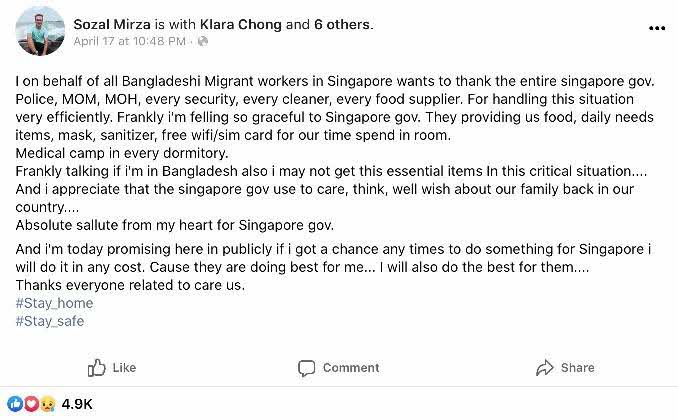 Sozal Mirza is with Klara Chong and 6 others.
April 17 at 10:48 PM ·
I on behalf of all Bangladeshi Migrant workers in Singapore wants to thank the entire singapore gov.
Police, MOM, MOH, every security, every cleaner, every food supplier. For handling this situation
very efficiently. Frankly i'm felling so graceful to Singapore gov. They providing us food, daily needs
items, mask, sanitizer, free wifi/sim card for our time spend in room.
Medical camp in every dormitory.
Frankly talking if i'm in Bangladesh also i may not get this essential items In this critical situation....
And i appreciate that the singapore gov use to care, think, well wish about our family back in our
country....
Absolute sallute from my heart for Singapore gov.
And i'm today promising here in publicly if i got a chance any times to do something for Singapore i
will do it in any cost. Cause they are doing best for me... I will also do the best for them....
Thanks everyone related to care us.
#Stay_home
#Stay_safe
Like Comment Share
4.9K